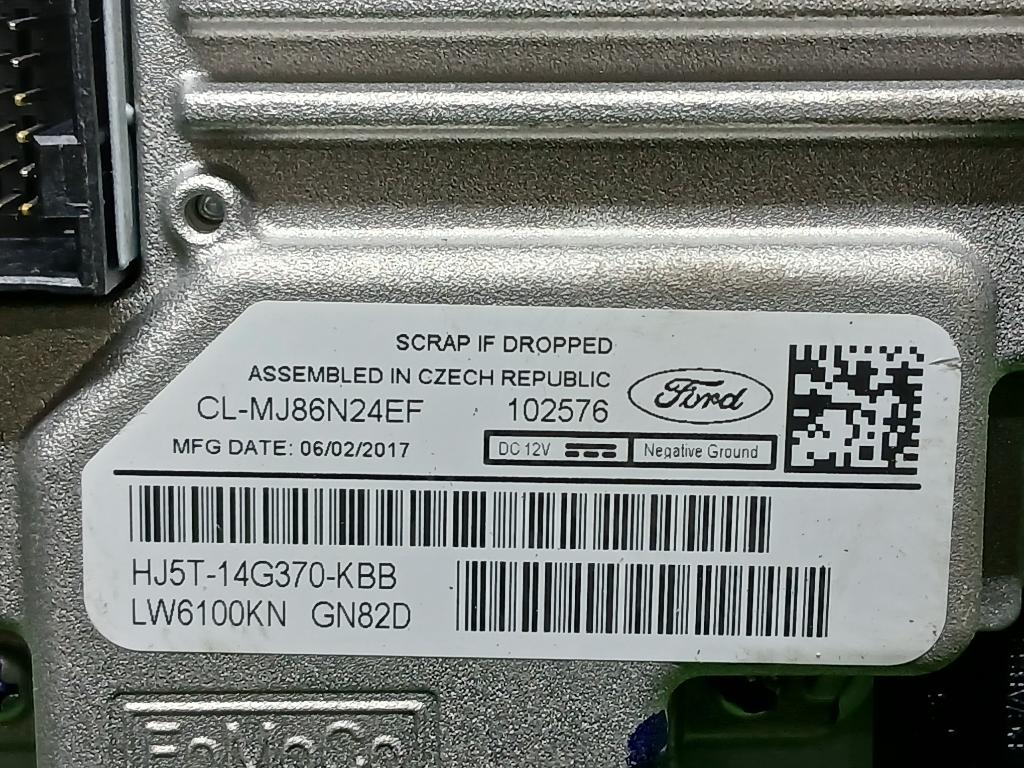 SCRAP IF DROPPED
ASSEMBLED IN CZECH REPUBLIC
CL-MJ86N24EF 102576
Ford
MFG DATE: 06/02/2017
DC 12V Negative Ground
HJ5T-14G370-KBB
LW6100KN GN82D
FoMoCo